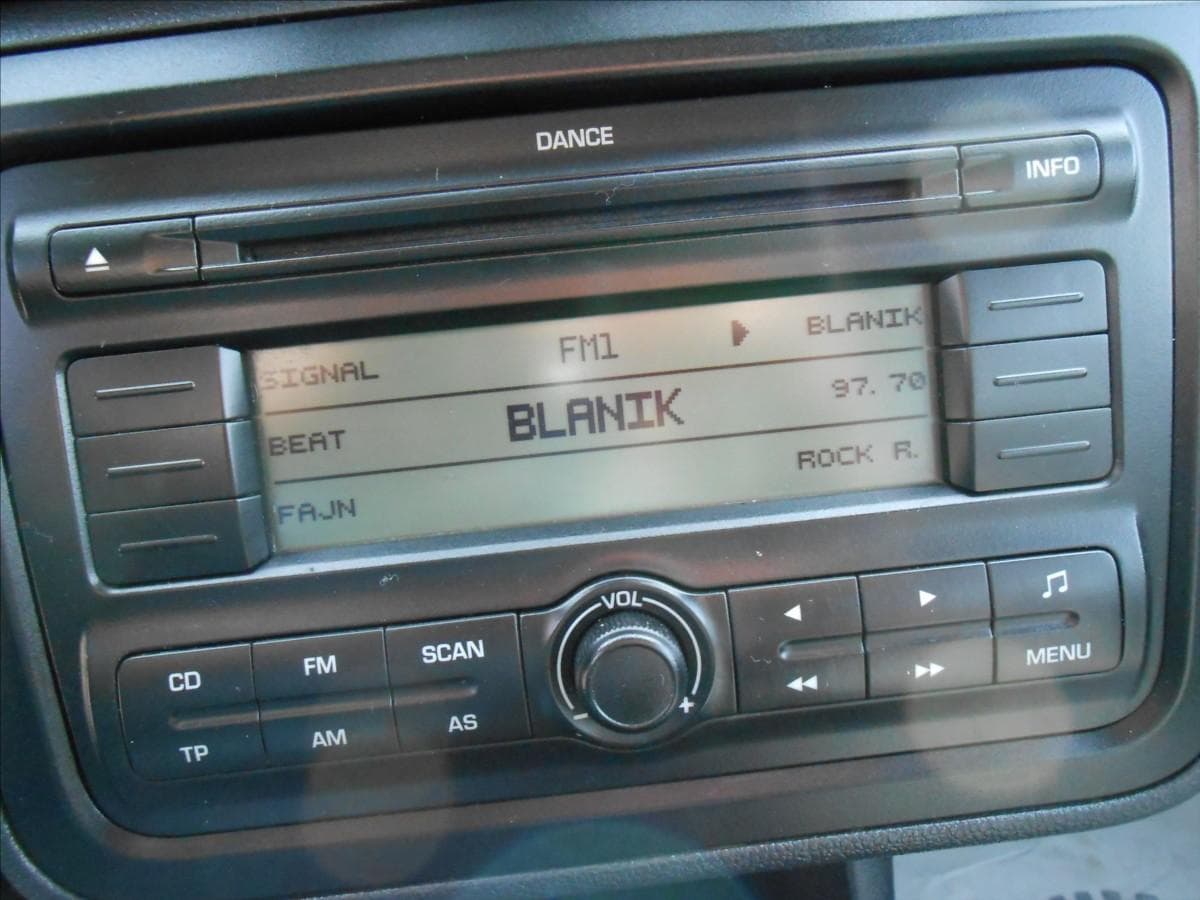 DANCE
INFO
SIGNAL FM1 BLANIK
BEAT BLANIK 97.70
FAJN ROCK R.
VOL
- +
CD FM SCAN
TP AM AS
MENU